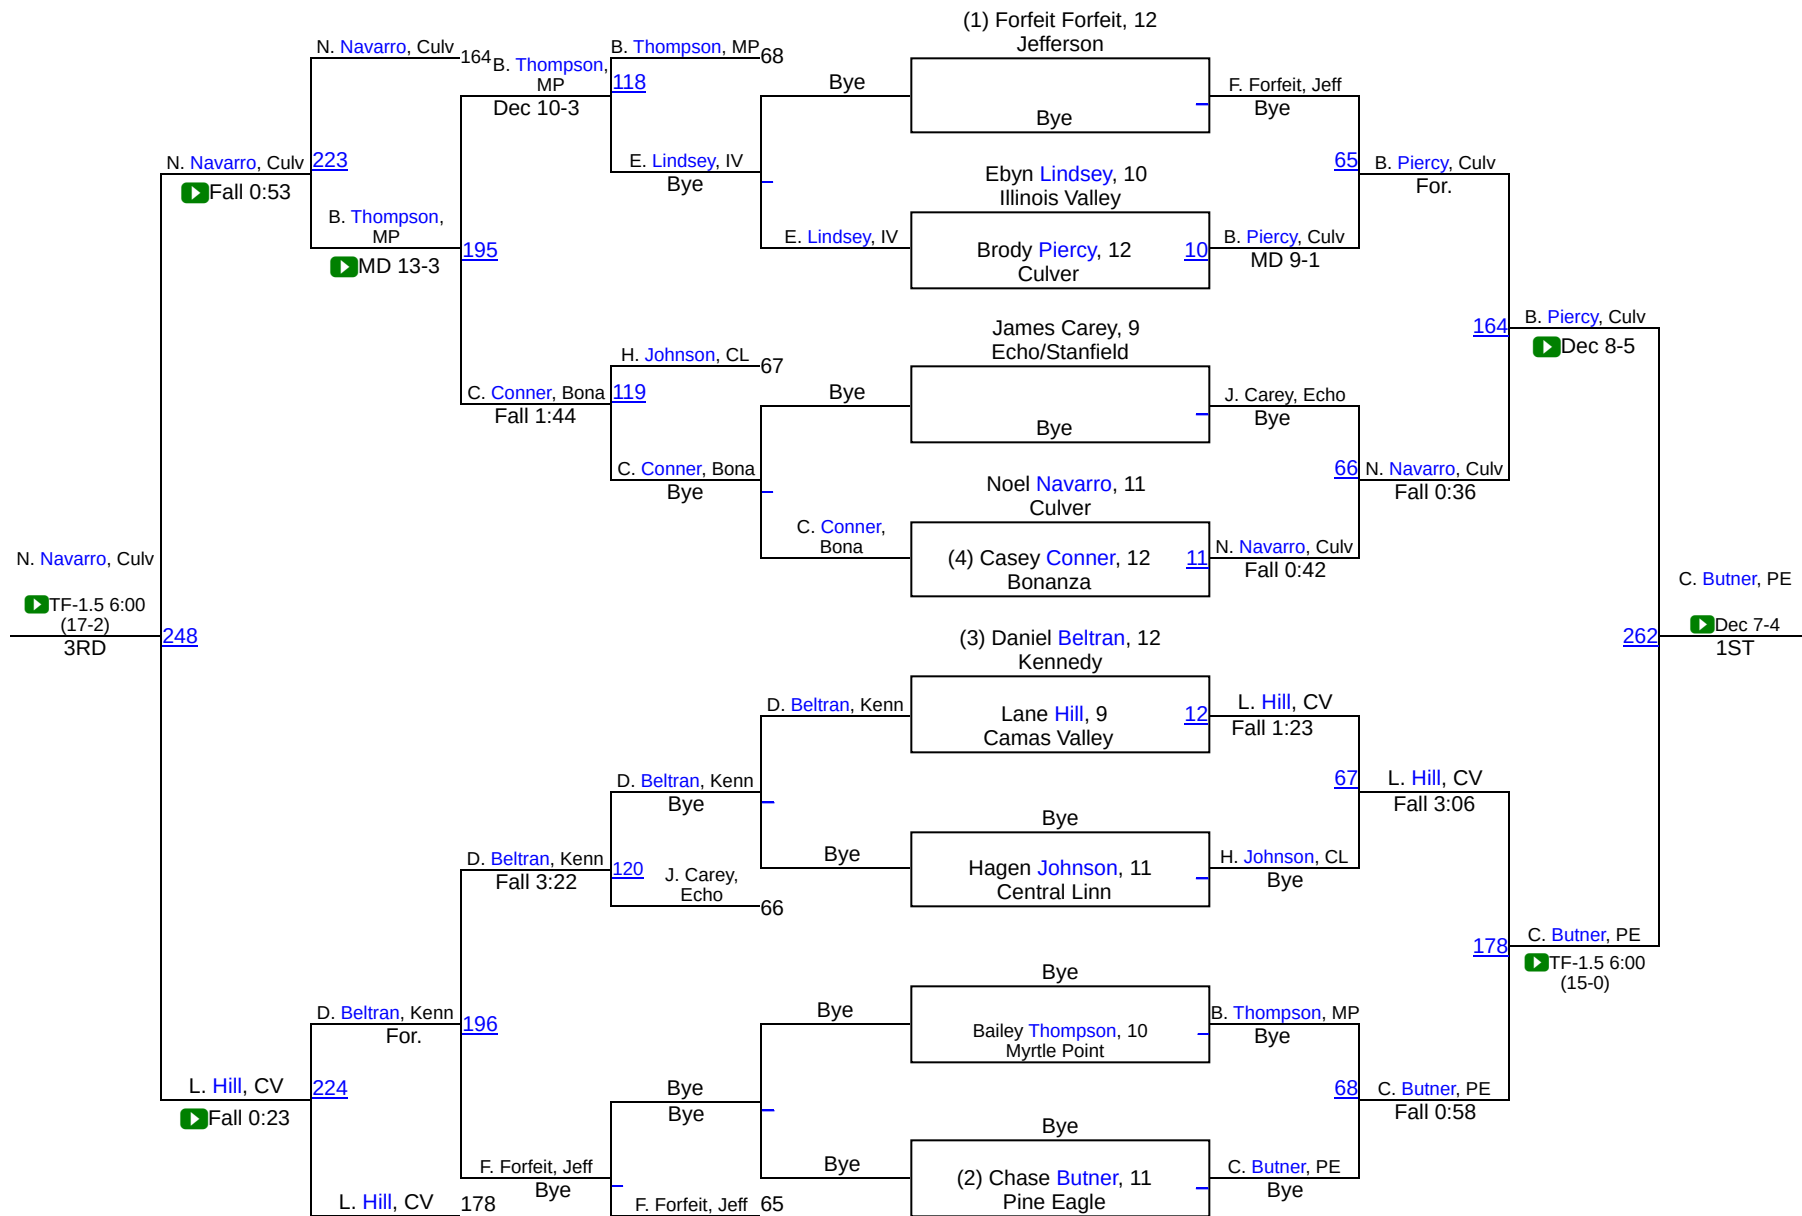 (1) Forfeit Forfeit, 12
Jefferson
Bye
Ebyn Lindsey, 10
Illinois Valley
Brody Piercy, 12
Culver
10
James Carey, 9
Echo/Stanfield
Bye
Noel Navarro, 11
Culver
(4) Casey Conner, 12
Bonanza
11
(3) Daniel Beltran, 12
Kennedy
Lane Hill, 9
Camas Valley
12
Bye
Hagen Johnson, 11
Central Linn
Bye
Bailey Thompson, 10
Myrtle Point
Bye
(2) Chase Butner, 11
Pine Eagle
F. Forfeit, Jeff
Bye
B. Piercy, Culv
MD 9-1
J. Carey, Echo
Bye
N. Navarro, Culv
Fall 0:42
L. Hill, CV
Fall 1:23
H. Johnson, CL
Bye
B. Thompson, MP
Bye
C. Butner, PE
Bye
65
B. Piercy, Culv
For.
66
N. Navarro, Culv
Fall 0:36
67
L. Hill, CV
Fall 3:06
68
C. Butner, PE
Fall 0:58
164
B. Piercy, Culv
Dec 8-5
178
C. Butner, PE
TF-1.5 6:00
(15-0)
262
C. Butner, PE
Dec 7-4
1ST
Bye
E. Lindsey, IV
Bye
C. Conner,
Bona
D. Beltran, Kenn
Bye
Bye
Bye
B. Thompson, MP
68
118
E. Lindsey, IV
Bye
H. Johnson, CL
67
119
C. Conner, Bona
Bye
D. Beltran, Kenn
Bye
120
J. Carey,
Echo
66
Bye
Bye
F. Forfeit, Jeff
65
B. Thompson,
MP
Dec 10-3
195
C. Conner, Bona
Fall 1:44
D. Beltran, Kenn
Fall 3:22
196
F. Forfeit, Jeff
Bye
N. Navarro, Culv
164
223
B. Thompson,
MP
MD 13-3
D. Beltran, Kenn
For.
224
L. Hill, CV
178
N. Navarro, Culv
Fall 0:53
L. Hill, CV
Fall 0:23
248
N. Navarro, Culv
TF-1.5 6:00
(17-2)
3RD